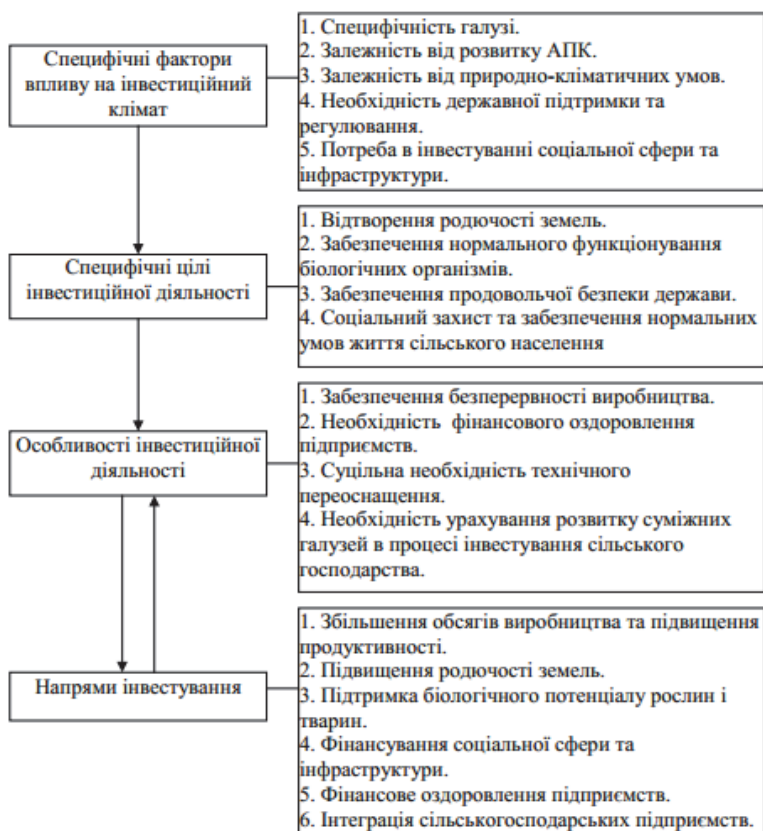 Специфічні фактори
впливу на інвестиційний
клімат
1. Специфічність галузі.
2. Залежність від розвитку АПК.
3. Залежність від природно-кліматичних умов.
4. Необхідність державної підтримки та
регулювання.
5. Потреба в інвестуванні соціальної сфери та
інфраструктури.
Специфічні цілі
інвестиційної діяльності
1. Відтворення родючості земель.
2. Забезпечення нормального функціонування
біологічних організмів.
3. Забезпечення продовольчої безпеки держави.
4. Соціальний захист та забезпечення нормальних
умов життя сільського населення
Особливості інвестиційної
діяльності
1. Забезпечення безперервності виробництва.
2. Необхідність фінансового оздоровлення
підприємств.
3. Суцільна необхідність технічного
переоснащення.
4. Необхідність урахування розвитку суміжних
галузей в процесі інвестування сільського
господарства.
Напрями інвестування
1. Збільшення обсягів виробництва та підвищення
продуктивності.
2. Підвищення родючості земель.
3. Підтримка біологічного потенціалу рослин і
тварин.
4. Фінансування соціальної сфери та
інфраструктури.
5. Фінансове оздоровлення підприємств.
6. Інтеграція сільськогосподарських підприємств.